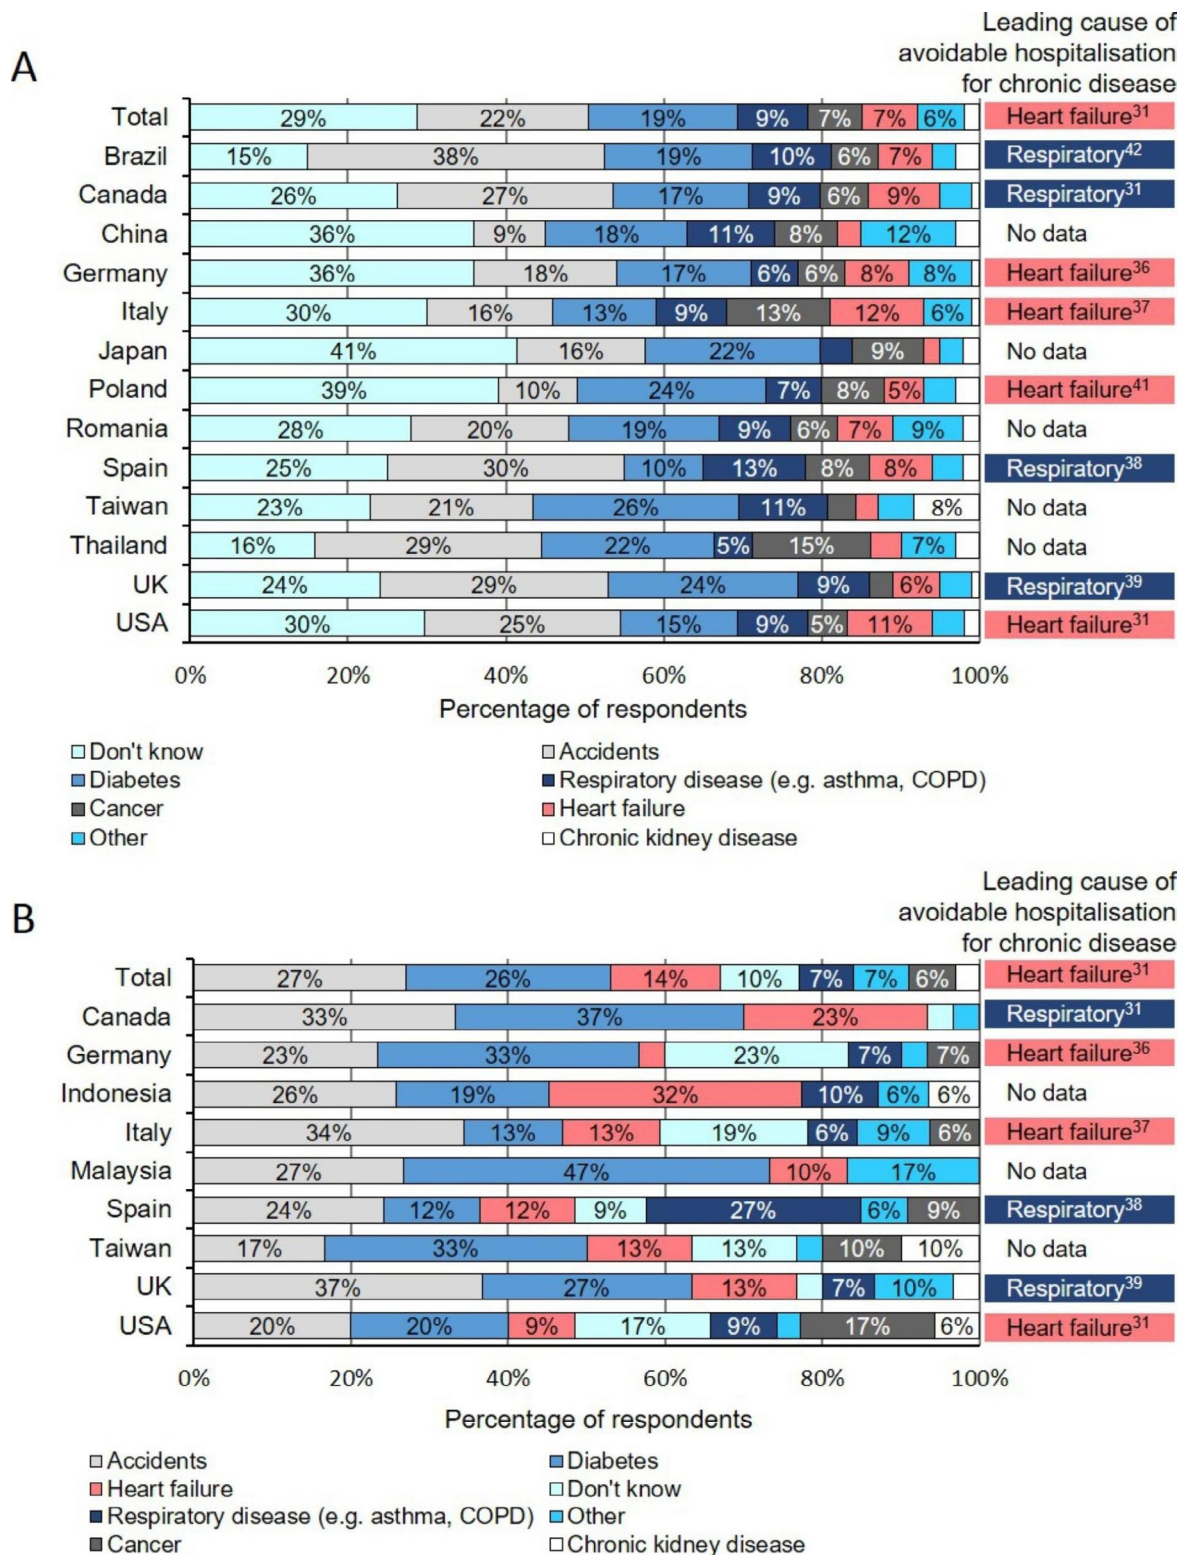 Leading cause of
avoidable hospitalisation
for chronic disease
A
Total 29% 22% 19% 9% 7% 7% 6% Heart failure31
Brazil 15% 38% 19% 10% 6% 7% Respiratory42
Canada 26% 27% 17% 9% 6% 9% Respiratory31
China 36% 9% 18% 11% 8% 12% No data
Germany 36% 18% 17% 6% 6% 8% 8% Heart failure36
Italy 30% 16% 13% 9% 13% 12% 6% Heart failure37
Japan 41% 16% 22% 9% No data
Poland 39% 10% 24% 7% 8% 5% Heart failure41
Romania 28% 20% 19% 9% 6% 7% 9% No data
Spain 25% 30% 10% 13% 8% 8% Respiratory38
Taiwan 23% 21% 26% 11% 8% No data
Thailand 16% 29% 22% 5% 15% 7% No data
UK 24% 29% 24% 9% 6% Respiratory39
USA 30% 25% 15% 9% 5% 11% Heart failure31
0% 20% 40% 60% 80% 100%
Percentage of respondents
Don't know Accidents
Diabetes Respiratory disease (e.g. asthma, COPD)
Cancer Heart failure
Other Chronic kidney disease
Leading cause of
avoidable hospitalisation
for chronic disease
B
Total 27% 26% 14% 10% 7% 7% 6% Heart failure31
Canada 33% 37% 23% Respiratory31
Germany 23% 33% 23% 7% 7% Heart failure36
Indonesia 26% 19% 32% 10% 6% 6% No data
Italy 34% 13% 13% 19% 6% 9% 6% Heart failure37
Malaysia 27% 47% 10% 17% No data
Spain 24% 12% 12% 9% 27% 6% 9% Respiratory38
Taiwan 17% 33% 13% 13% 10% 10% No data
UK 37% 27% 13% 7% 10% Respiratory39
USA 20% 20% 9% 17% 9% 17% 6% Heart failure31
0% 20% 40% 60% 80% 100%
Percentage of respondents
Accidents Diabetes
Heart failure Don't know
Respiratory disease (e.g. asthma, COPD) Other
Cancer Chronic kidney disease